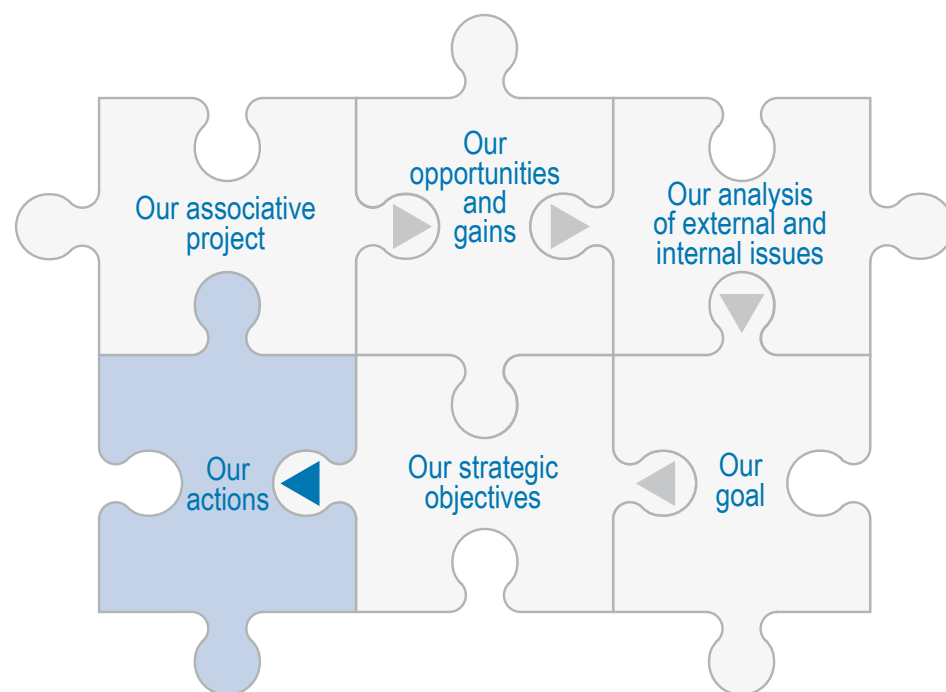 Our associative
project
Our
opportunities
and
gains
Our analysis
of external and
internal issues
Our
actions
Our strategic
objectives
Our
goal